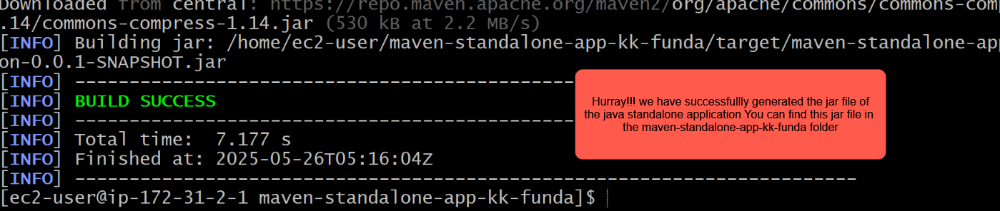 Downloaded from central: https://repo.maven.apache.org/maven2/org/apache/commons/commons-comp
.14/commons-compress-1.14.jar (530 kB at 2.2 MB/s)
[INFO] Building jar: /home/ec2-user/maven-standalone-app-kk-funda/target/maven-standalone-app
on-0.0.1-SNAPSHOT.jar
[INFO] ----------------------------------------------
[INFO] BUILD SUCCESS
[INFO] ----------------------------------------------
[INFO] Total time:  7.177 s
[INFO] Finished at: 2025-05-26T05:16:04Z
[INFO] ------------------------------------------------------------------------
[ec2-user@ip-172-31-2-1 maven-standalone-app-kk-funda]$
Hurray!!! we have successfullly generated the jar file of
the java standalone application You can find this jar file in
the maven-standalone-app-kk-funda folder